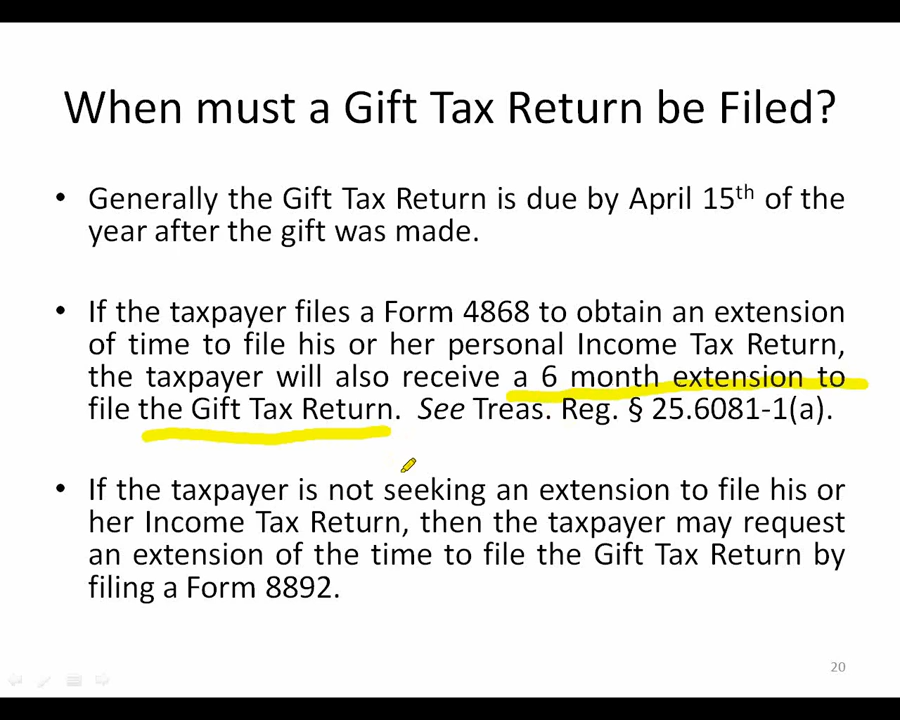 When must a Gift Tax Return be Filed?
• Generally the Gift Tax Return is due by April 15th of the
year after the gift was made.
• If the taxpayer files a Form 4868 to obtain an extension
of time to file his or her personal Income Tax Return,
the taxpayer will also receive a 6 month extension to
file the Gift Tax Return. See Treas. Reg. § 25.6081-1(a).
• If the taxpayer is not seeking an extension to file his or
her Income Tax Return, then the taxpayer may request
an extension of the time to file the Gift Tax Return by
filing a Form 8892.
20